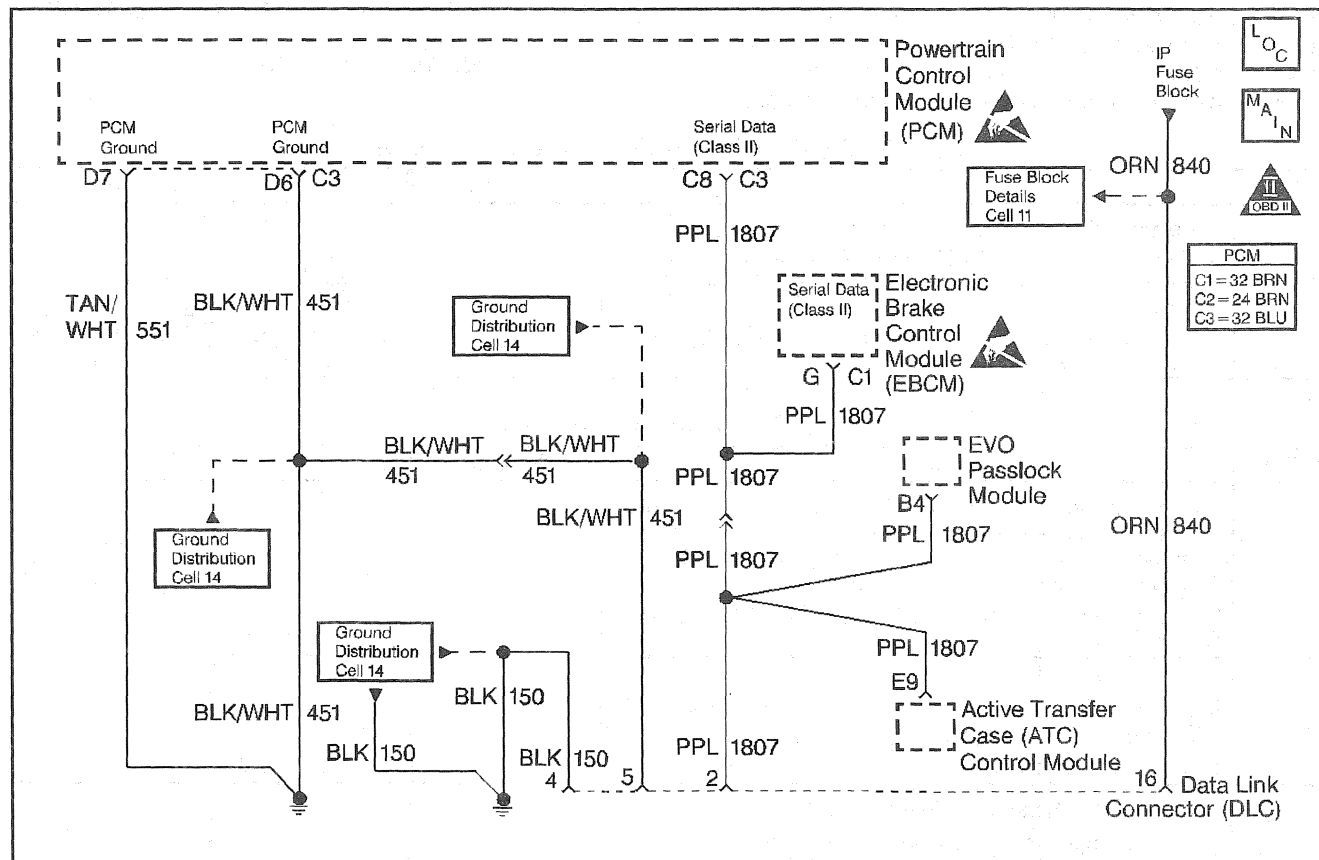 Powertrain
Control
Module
(PCM)
IP
Fuse
Block
LOC
MAIN
PCM
Ground
PCM
Ground
Serial Data
(Class II)
D7
D6
C3
C8
C3
ORN 840
Fuse Block
Details
Cell 11
II
OBD II
PCM
C1=32 BRN
C2=24 BRN
C3=32 BLU
PPL 1807
TAN/
WHT 551
BLK/WHT 451
Ground
Distribution
Cell 14
Serial Data
(Class II)
Electronic
Brake
Control
Module
(EBCM)
G
C1
PPL 1807
BLK/WHT
451
BLK/WHT
451
PPL 1807
EVO
Passlock
Module
B4
BLK/WHT 451
PPL 1807
ORN 840
Ground
Distribution
Cell 14
PPL 1807
Ground
Distribution
Cell 14
PPL 1807
E9
BLK 150
BLK/WHT 451
BLK 150
BLK 150
PPL 1807
Active Transfer
Case (ATC)
Control Module
4
5
2
16
Data Link
Connector (DLC)